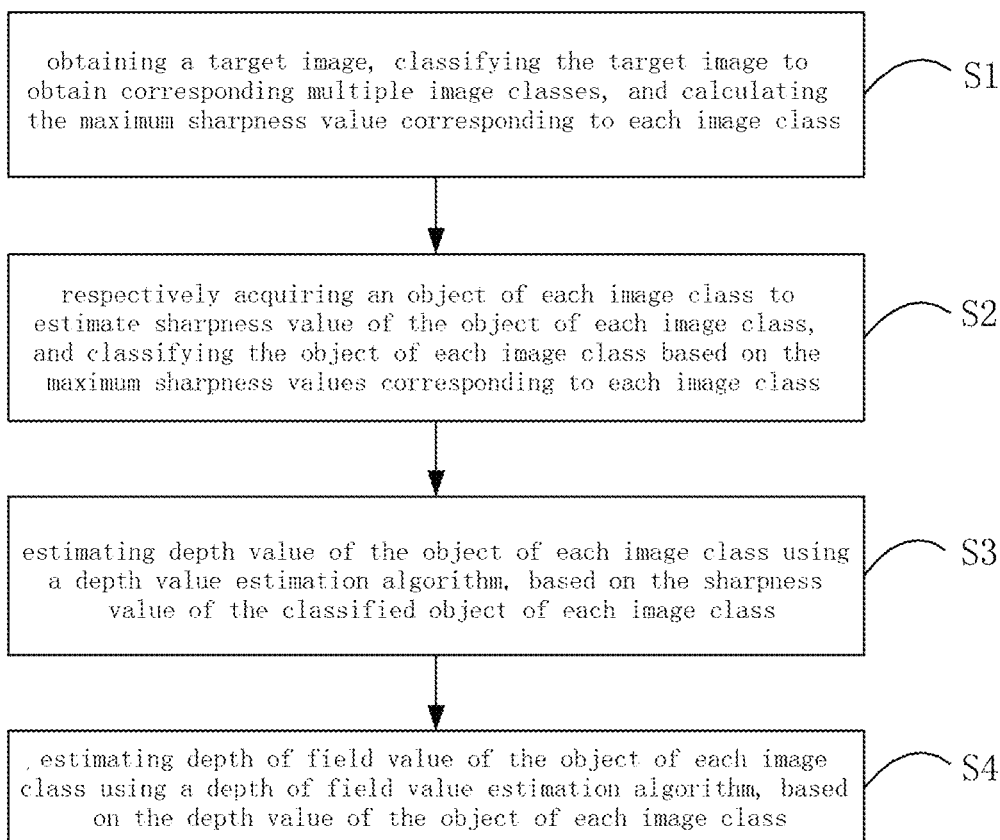 obtaining a target image, classifying the target image to
obtain corresponding multiple image classes, and calculating
the maximum sharpness value corresponding to each image class
S1
respectively acquiring an object of each image class to
estimate sharpness value of the object of each image class,
and classifying the object of each image class based on the
maximum sharpness values corresponding to each image class
S2
estimating depth value of the object of each image class using
a depth value estimation algorithm, based on the sharpness
value of the classified object of each image class
S3
estimating depth of field value of the object of each image
class using a depth of field value estimation algorithm, based
on the depth value of the object of each image class
S4